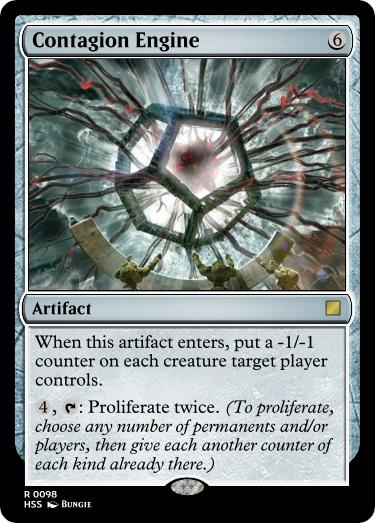 Contagion Engine 6
Artifact
When this artifact enters, put a -1/-1
counter on each creature target player
controls.
4, : Proliferate twice. (To proliferate,
choose any number of permanents and/or
players, then give each another counter of
each kind already there.)
R 0098
HSS BUNGIE